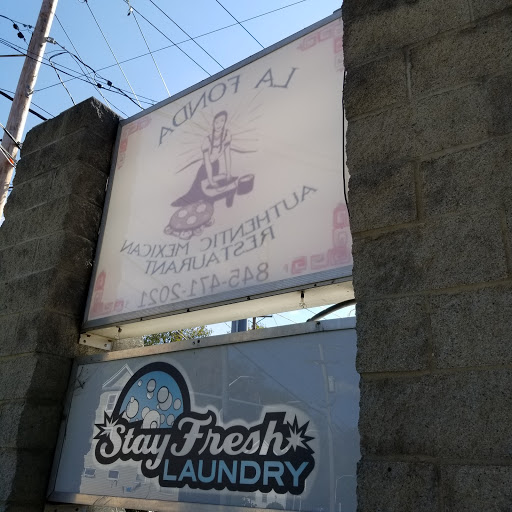 LA FONDA
AUTHENTIC MEXICAN
RESTAURANT
845-471-2021
Stay Fresh
LAUNDRY